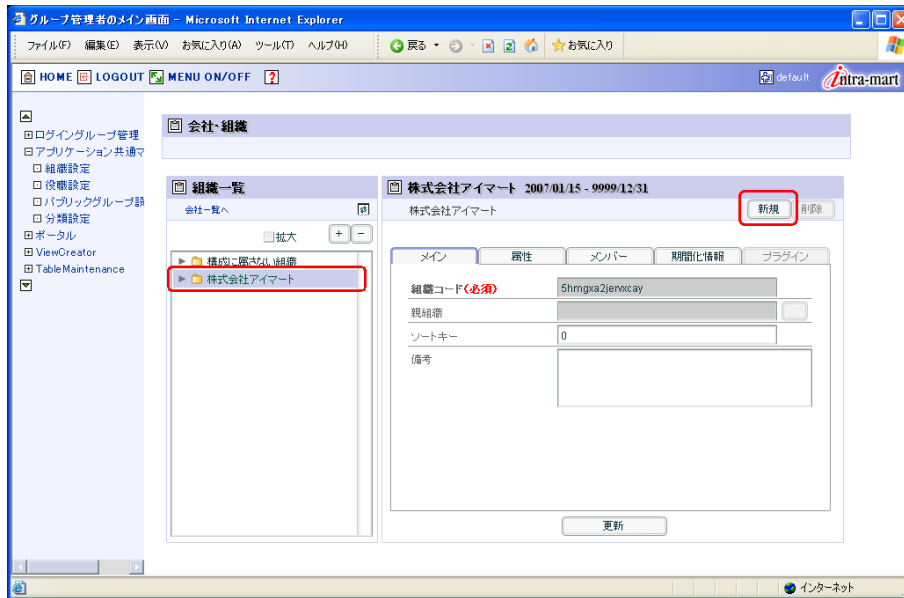 グループ管理者のメイン画面 - Microsoft Internet Explorer
ファイル(F) 編集(E) 表示(V) お気に入り(A) ツール(T) ヘルプ(H) 戻る お気に入り
HOME LOGOUT MENU ON/OFF ? default intra-mart
ログイングループ管理
アプリケーション共通マ
組織設定
役職設定
パブリックグループ設
分類設定
ポータル
ViewCreator
TableMaintenance
会社・組織
組織一覧
会社一覧へ
拡大 + -
構成に属さない組織
株式会社アイマート
株式会社アイマート 2007/01/15 - 9999/12/31
株式会社アイマート 新規 削除
メイン 属性 メンバー 期間化情報 プラグイン
組織コード(必須) 5hmgxa2jenxcay
親組織
ソートキー 0
備考
更新
インターネット